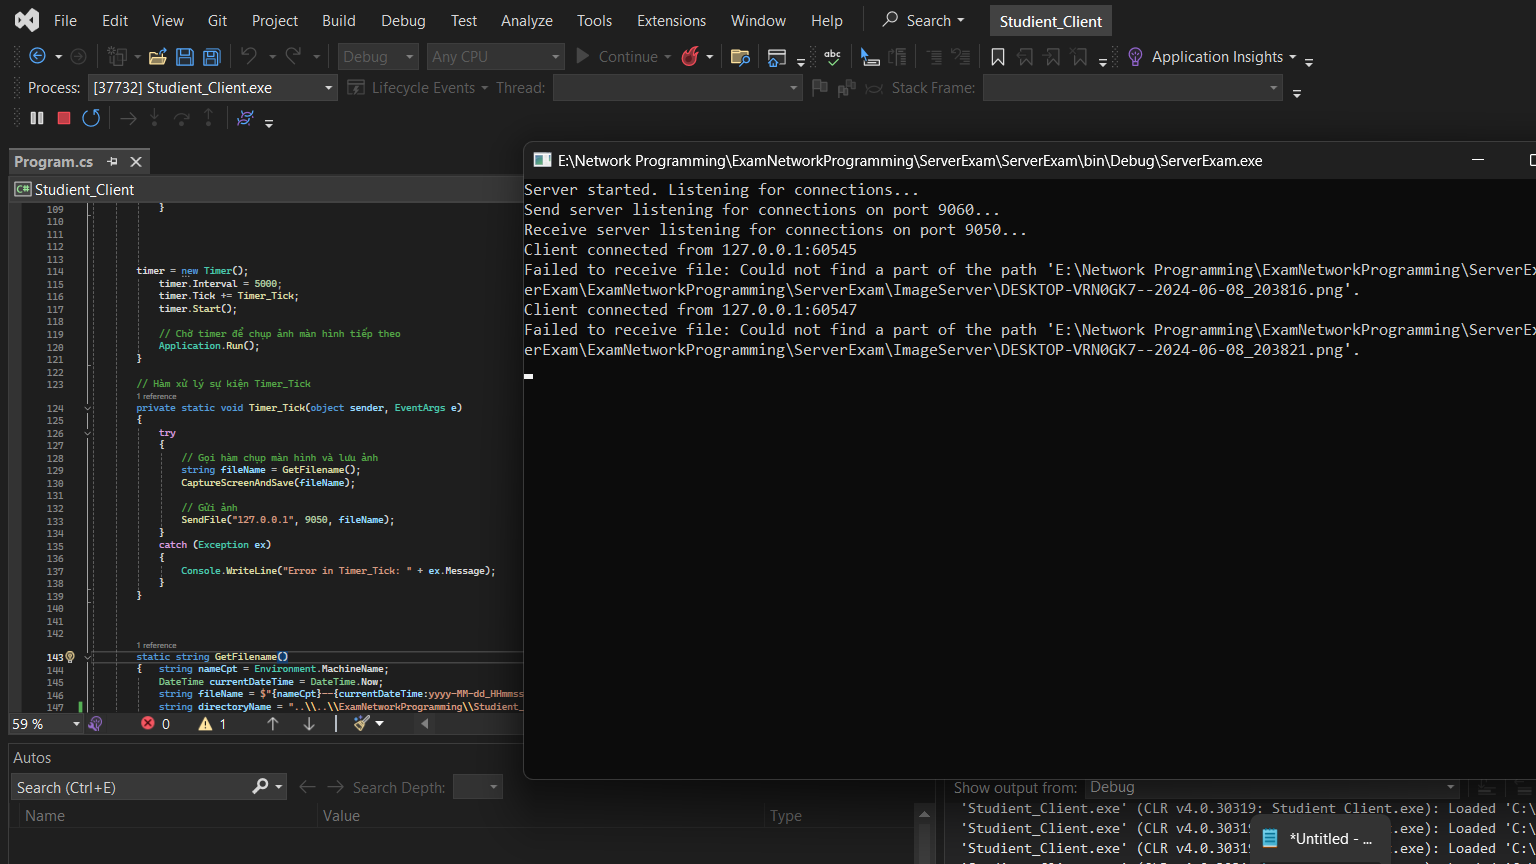 File Edit View Git Project Build Debug Test Analyze Tools Extensions Window Help Search Studient_Client
Debug Any CPU Continue Application Insights
Process: [37732] Studient_Client.exe Lifecycle Events Thread: Stack Frame:
Program.cs
C# Studient_Client
109 }
110
111
112
113
114 timer = new Timer();
115 timer.Interval = 5000;
116 timer.Tick += Timer_Tick;
117 timer.Start();
118
119 // Chờ timer để chụp ảnh màn hình tiếp theo
120 Application.Run();
121 }
122
123 // Hàm xử lý sự kiện Timer_Tick
1 reference
124 private static void Timer_Tick(object sender, EventArgs e)
125 {
126 try
127 {
128 // Gọi hàm chụp màn hình và lưu ảnh
129 string fileName = GetFilename();
130 CaptureScreenAndSave(fileName);
131
132 // Gửi ảnh
133 SendFile("127.0.0.1", 9050, fileName);
134 }
135 catch (Exception ex)
136 {
137 Console.WriteLine("Error in Timer_Tick: " + ex.Message);
138 }
139 }
140
141
142
1 reference
143 static string GetFilename()
144 { string nameCpt = Environment.MachineName;
145 DateTime currentDateTime = DateTime.Now;
146 string fileName = $"{nameCpt}--{currentDateTime:yyyy-MM-dd_HHmmss
147 string directoryName = "..\\..\\ExamNetworkProgramming\\Student_
59 % 0 1
E:\Network Programming\ExamNetworkProgramming\ServerExam\ServerExam\bin\Debug\ServerExam.exe
Server started. Listening for connections...
Send server listening for connections on port 9060...
Receive server listening for connections on port 9050...
Client connected from 127.0.0.1:60545
Failed to receive file: Could not find a part of the path 'E:\Network Programming\ExamNetworkProgramming\ServerEx
erExam\ExamNetworkProgramming\ServerExam\ImageServer\DESKTOP-VRN0GK7--2024-06-08_203816.png'.
Client connected from 127.0.0.1:60547
Failed to receive file: Could not find a part of the path 'E:\Network Programming\ExamNetworkProgramming\ServerEx
erExam\ExamNetworkProgramming\ServerExam\ImageServer\DESKTOP-VRN0GK7--2024-06-08_203821.png'.
Autos
Search (Ctrl+E) Search Depth:
Name Value Type
Show output from: Debug
'Studient_Client.exe' (CLR v4.0.30319: Studient_Client.exe): Loaded 'C:\
'Studient_Client.exe' (CLR v4.0.3031 ent.exe): Loaded 'C:\
'Studient_Client.exe' (CLR v4.0.3031 ent.exe): Loaded 'C:\
*Untitled - ...